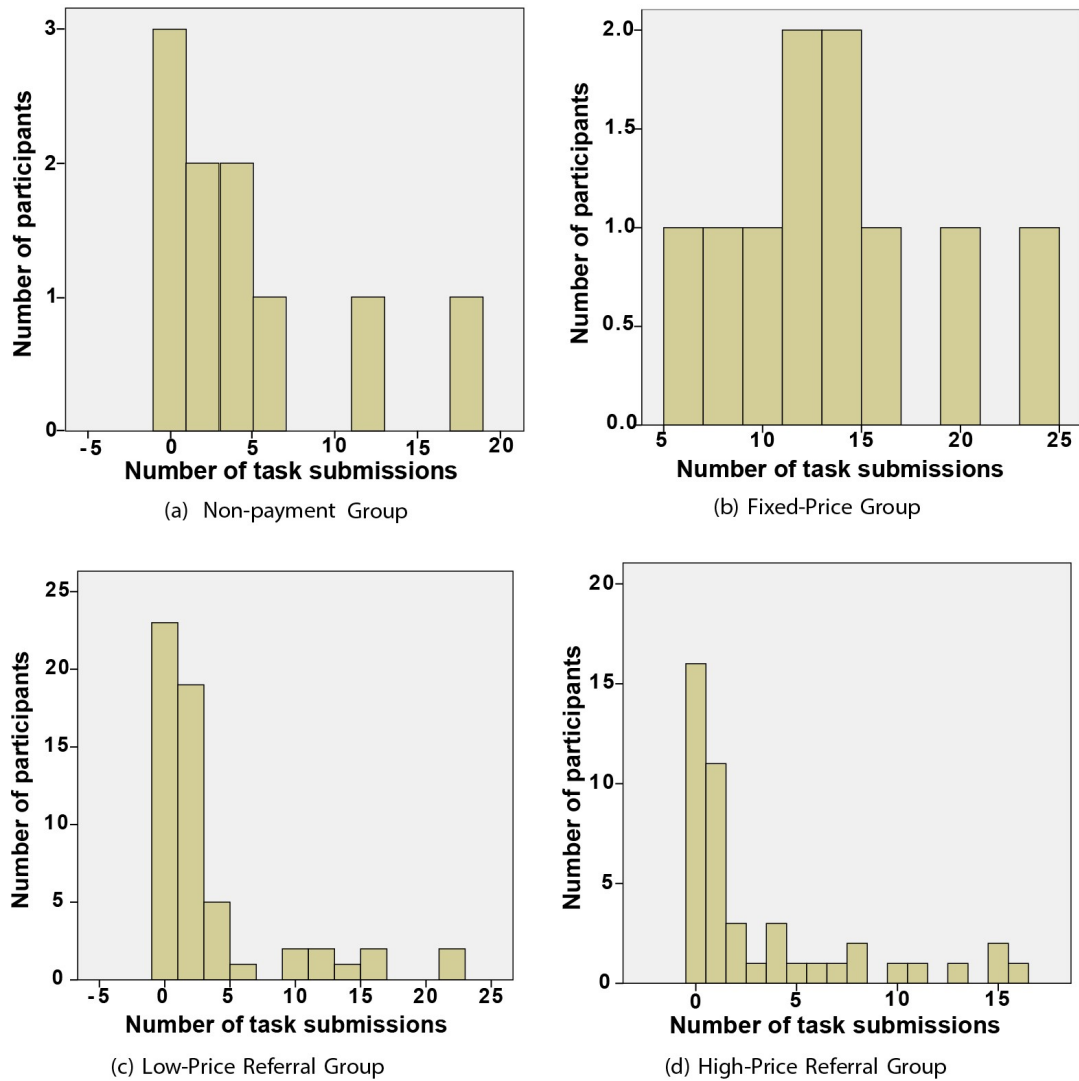 Number of participants
3
2
1
0
-5 0 5 10 15 20
Number of task submissions
(a) Non-payment Group
Number of participants
2.0
1.5
1.0
0.5
0.0
5 10 15 20 25
Number of task submissions
(b) Fixed-Price Group
Number of participants
25
20
15
10
5
0
-5 0 5 10 15 20 25
Number of task submissions
(c) Low-Price Referral Group
Number of participants
20
15
10
5
0
0 5 10 15
Number of task submissions
(d) High-Price Referral Group